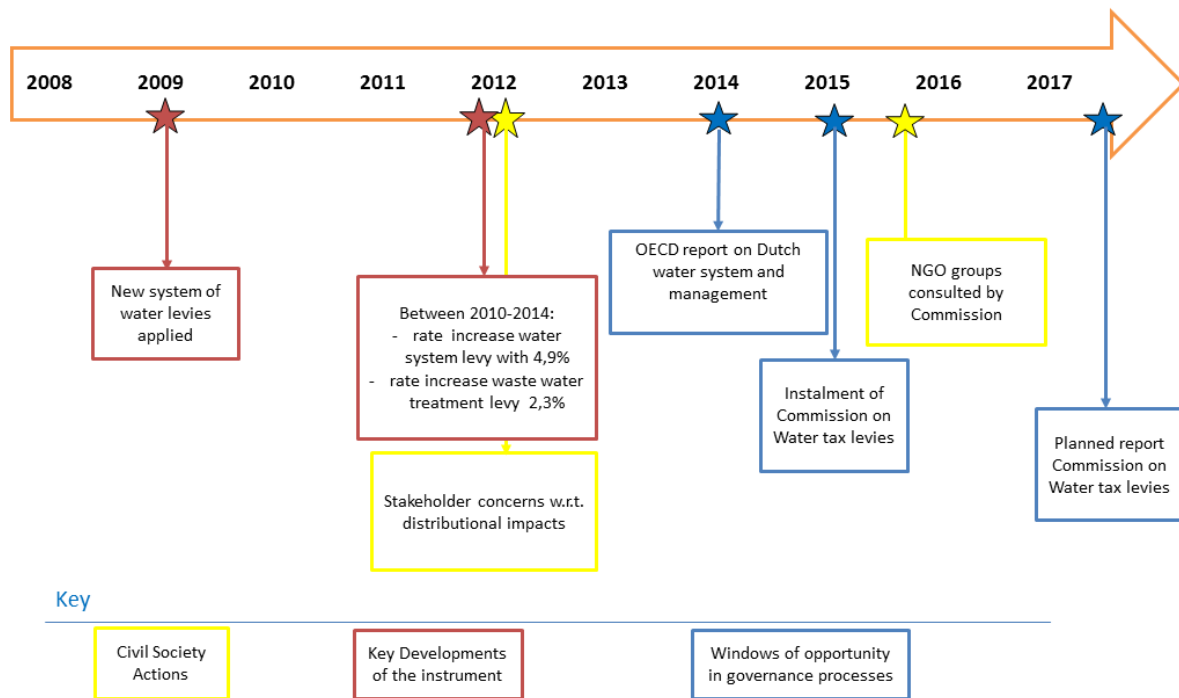 2008 2009 2010 2011 2012 2013 2014 2015 2016 2017
New system of
water levies
applied
Between 2010-2014:
- rate increase water
system levy with 4,9%
- rate increase waste water
treatment levy 2,3%
Stakeholder concerns w.r.t.
distributional impacts
OECD report on Dutch
water system and
management
Instalment of
Commission on
Water tax levies
NGO groups
consulted by
Commission
Planned report
Commission on
Water tax levies
Key
Civil Society
Actions
Key Developments
of the instrument
Windows of opportunity
in governance processes